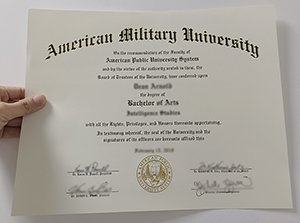 American Military University
On the recommendation of the Faculty of
American Public University System
and by the virtue of the authority vested in them, the
Board of Trustees of the University, have conferred upon
Dean Arnold
the degree of
Bachelor of Arts
Intelligence Studies
with all the Rights, Privileges, and Honors thereunto appertaining.
In testimony whereof, the seal of the University and the
signatures of its officers are hereunto affixed this